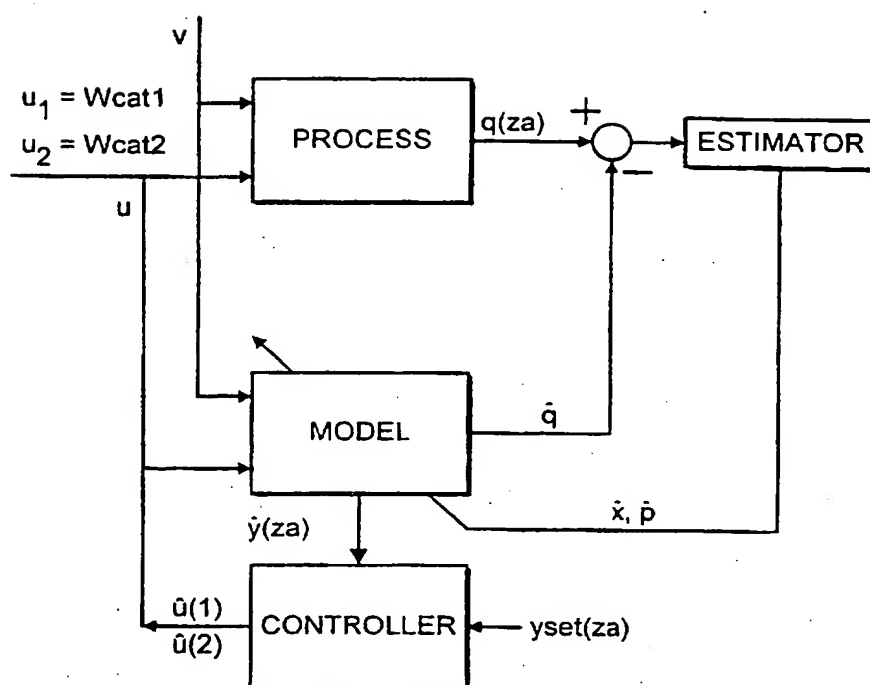 v
u₁ = Wcat1
u₂ = Wcat2
u
PROCESS
q(za)
+
−
ESTIMATOR
MODEL
q̂
x̂, p̂
ŷ(za)
û(1)
û(2)
CONTROLLER
yset(za)